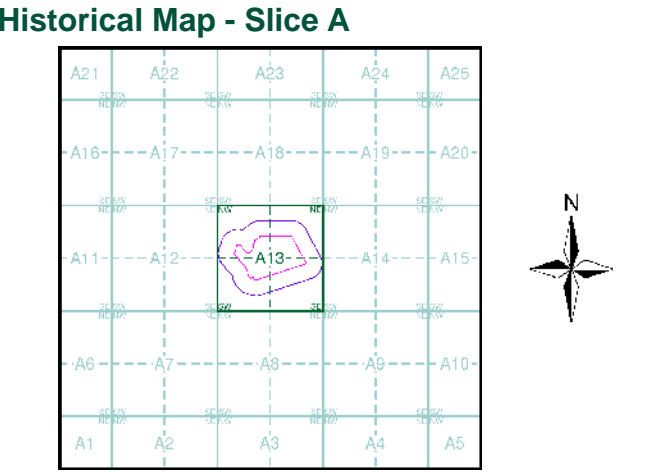 Historical Map - Slice A
A21 A22 A23 A24 A25
A16 A17 A18 A19 A20
N
A11 A12 A13 A14 A15
A6 A7 A8 A9 A10
A1 A2 A3 A4 A5